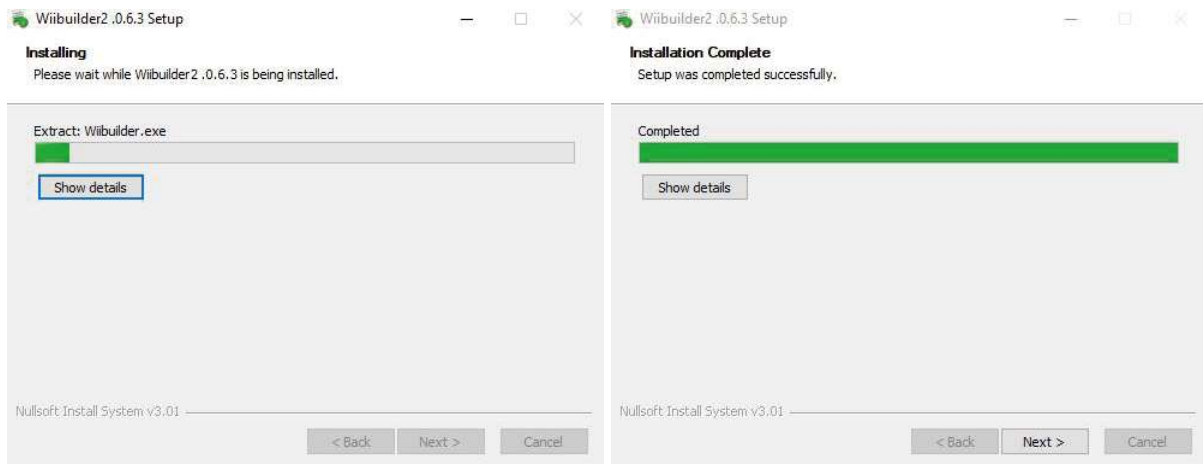 Wiibuilder2 .0.6.3 Setup
Installing
Please wait while Wiibuilder2 .0.6.3 is being installed.
Extract: Wiibuilder.exe
Show details
Nullsoft Install System v3.01
< Back
Next >
Cancel
Wiibuilder2 .0.6.3 Setup
Installation Complete
Setup was completed successfully.
Completed
Show details
Nullsoft Install System v3.01
< Back
Next >
Cancel